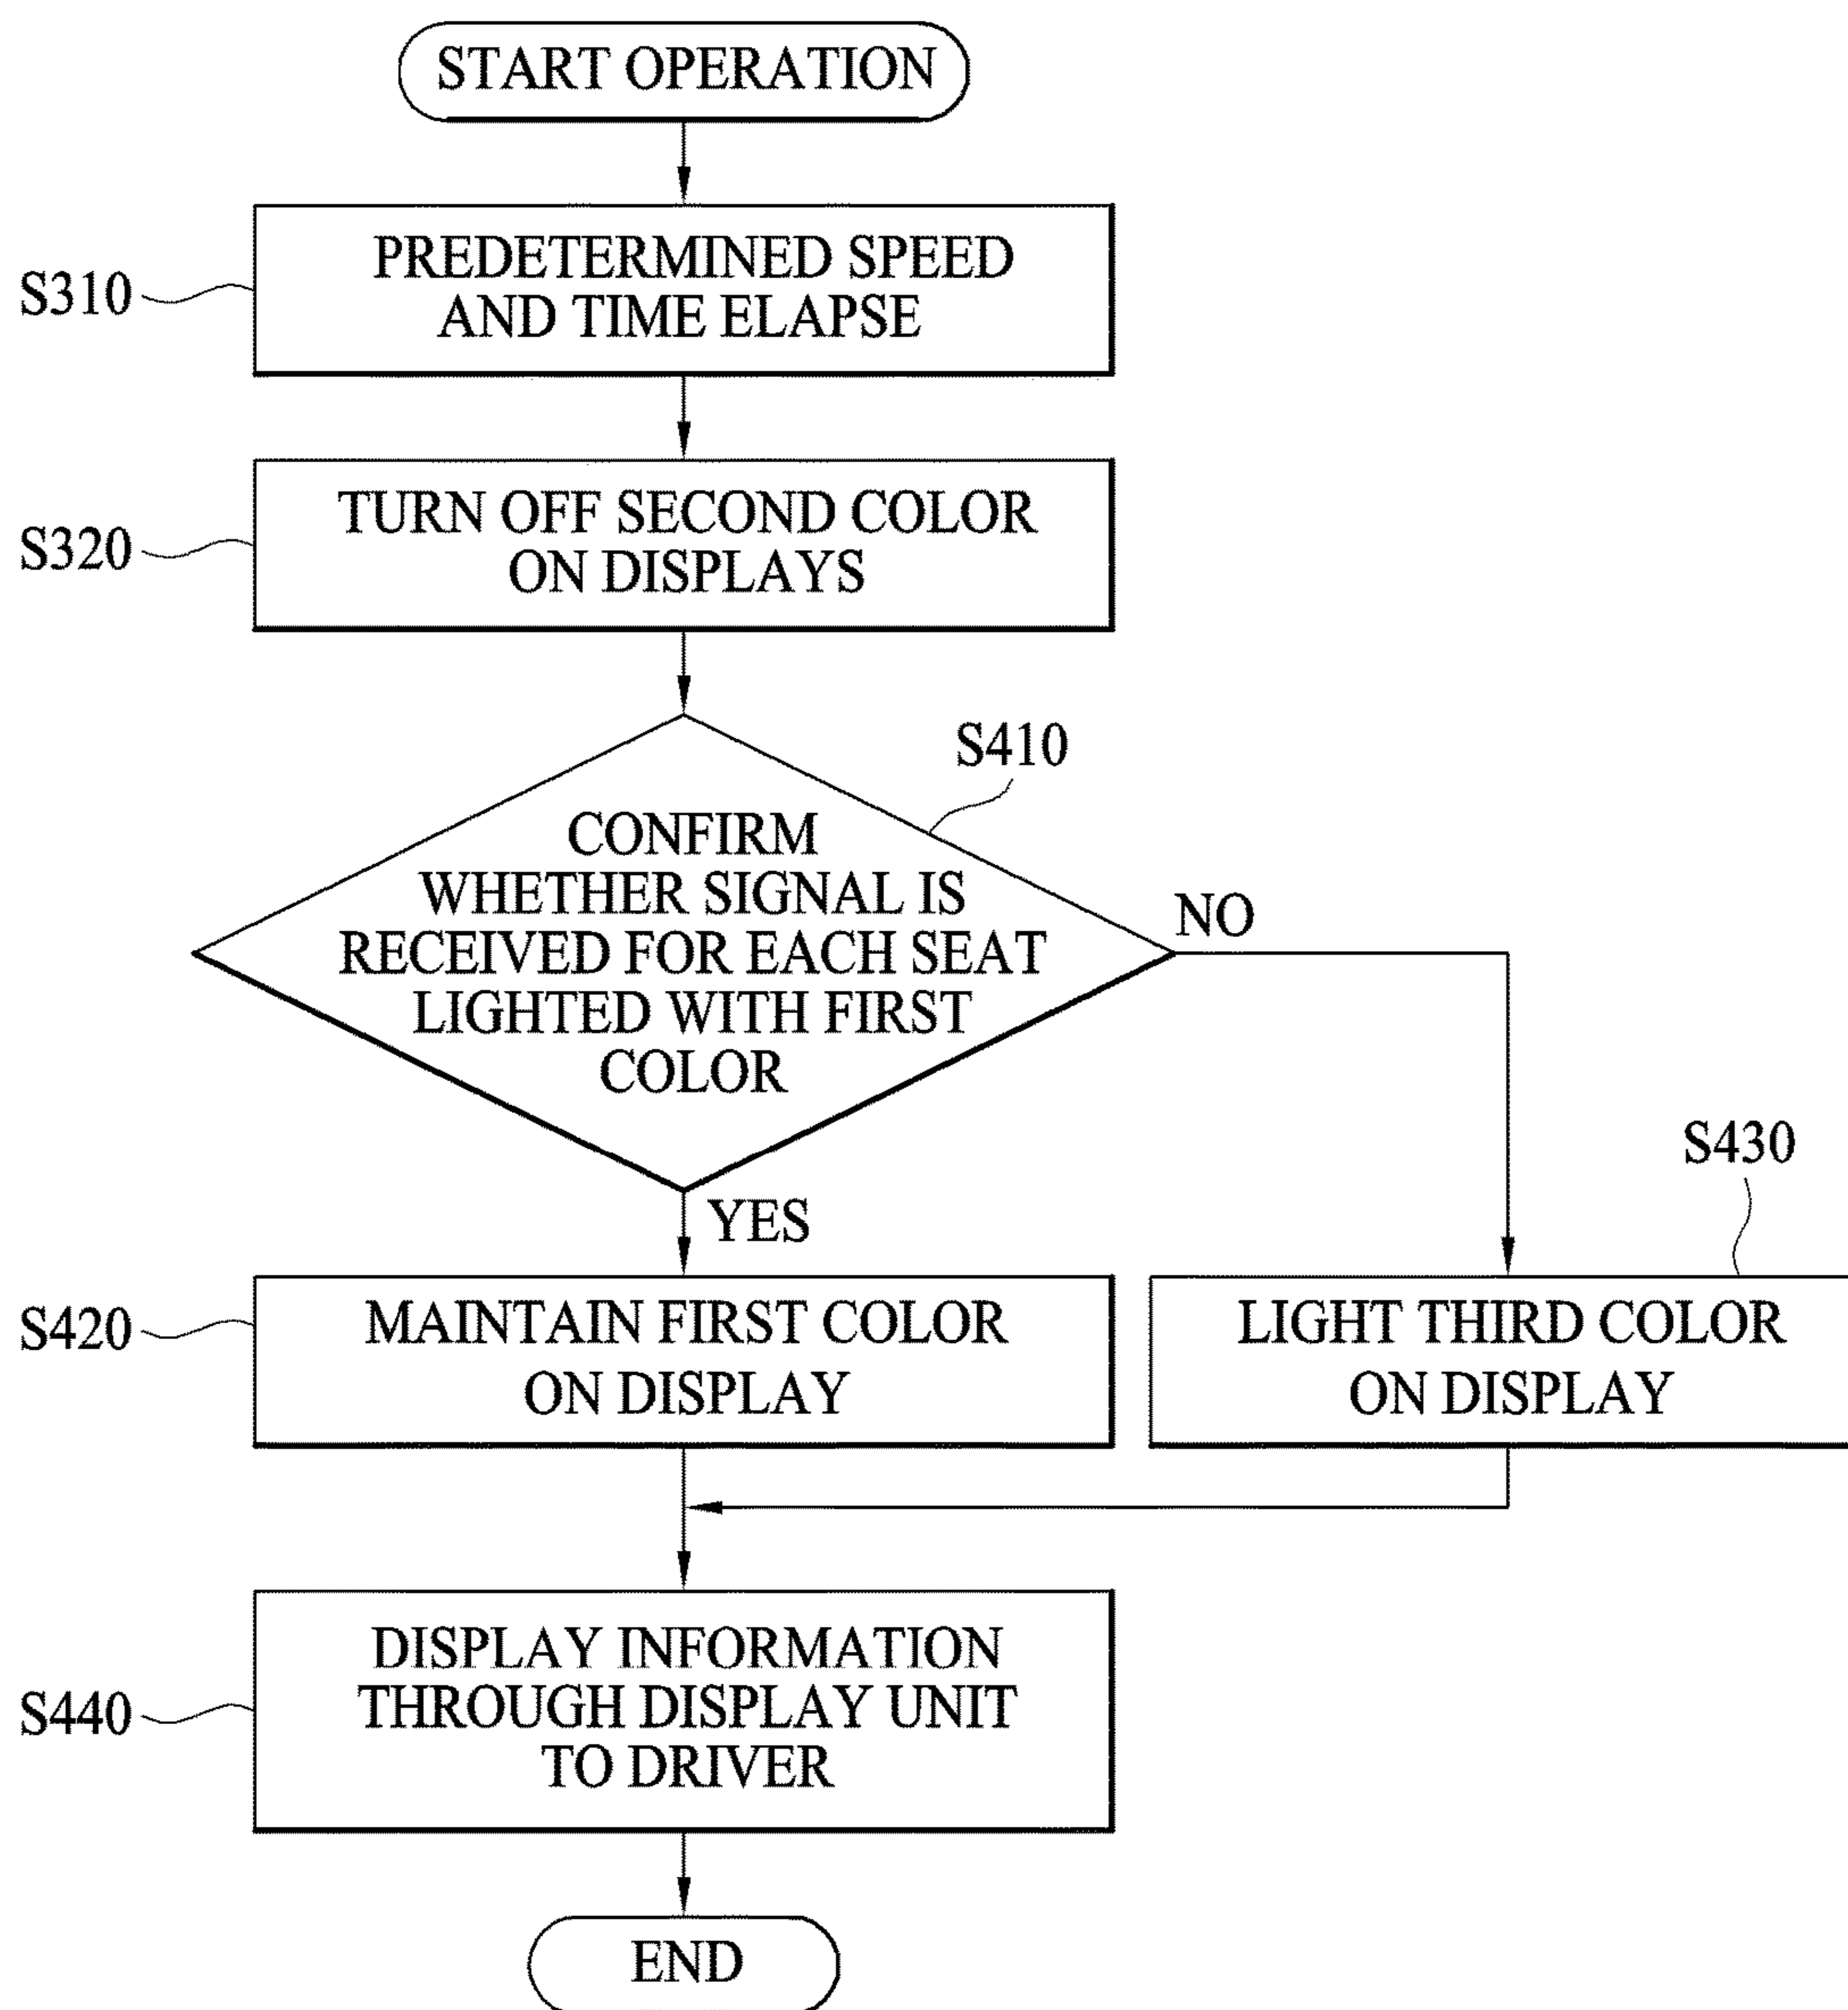 START OPERATION
S310
PREDETERMINED SPEED
AND TIME ELAPSE
S320
TURN OFF SECOND COLOR
ON DISPLAYS
S410
CONFIRM
WHETHER SIGNAL IS
RECEIVED FOR EACH SEAT
LIGHTED WITH FIRST
COLOR
NO
YES
S430
S420
MAINTAIN FIRST COLOR
ON DISPLAY
LIGHT THIRD COLOR
ON DISPLAY
S440
DISPLAY INFORMATION
THROUGH DISPLAY UNIT
TO DRIVER
END